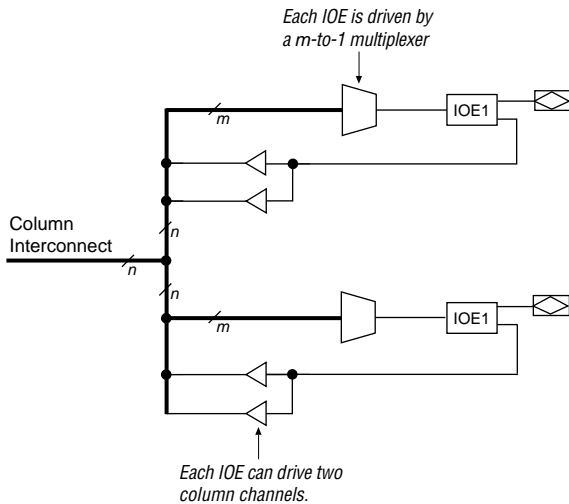 Each IOE is driven by
a m-to-1 multiplexer
m
IOE1
n
Column
Interconnect
n
n
m
IOE1
Each IOE can drive two
column channels.